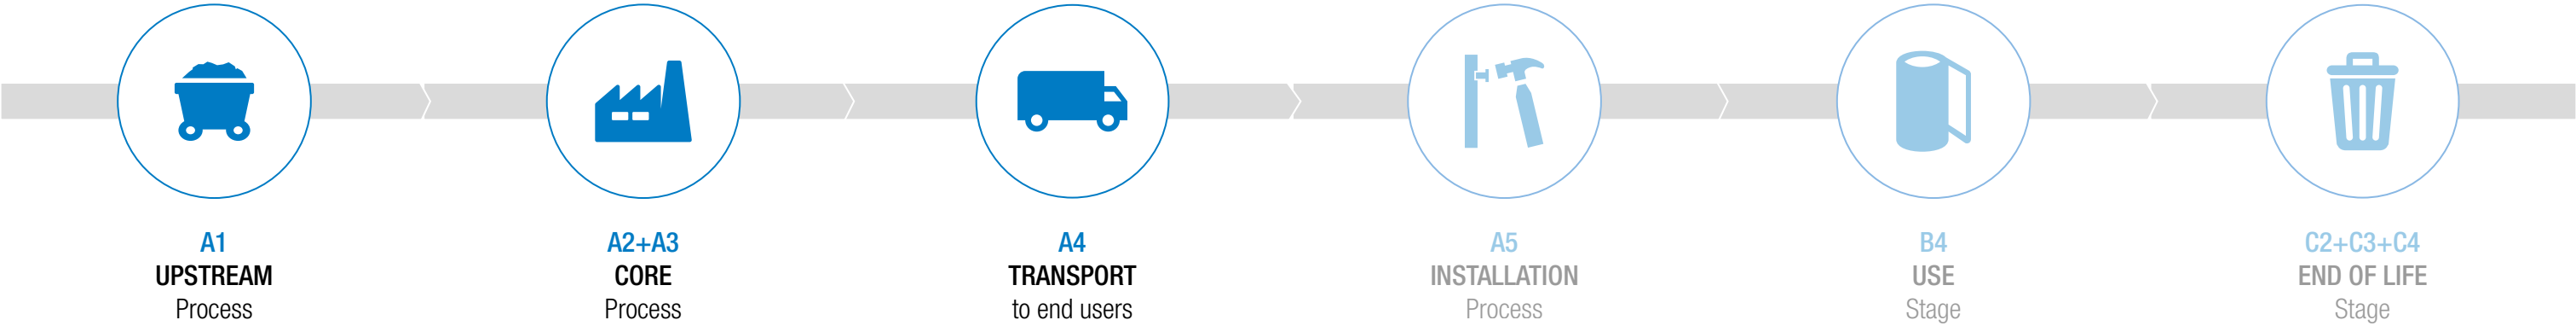 A1
UPSTREAM
Process
A2+A3
CORE
Process
A4
TRANSPORT
to end users
A5
INSTALLATION
Process
B4
USE
Stage
C2+C3+C4
END OF LIFE
Stage